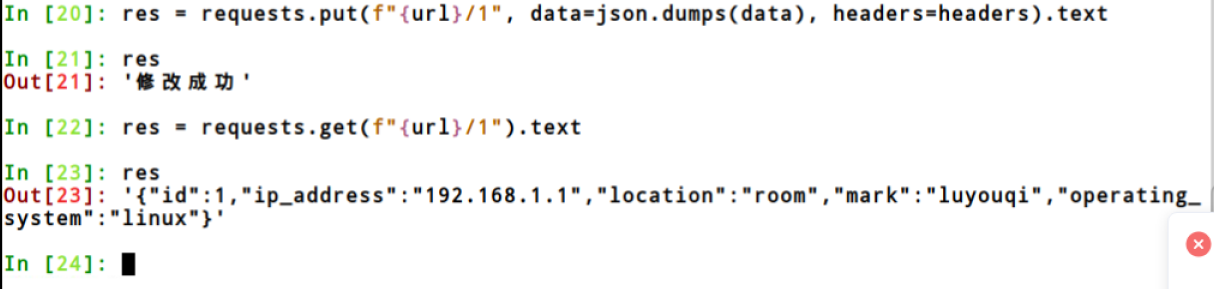 In [20]: res = requests.put(f"{url}/1", data=json.dumps(data), headers=headers).text
In [21]: res
Out[21]: '修改成功'
In [22]: res = requests.get(f"{url}/1").text
In [23]: res
Out[23]: '{"id":1,"ip_address":"192.168.1.1","location":"room","mark":"luyouqi","operating_
system":"linux"}'
In [24]: